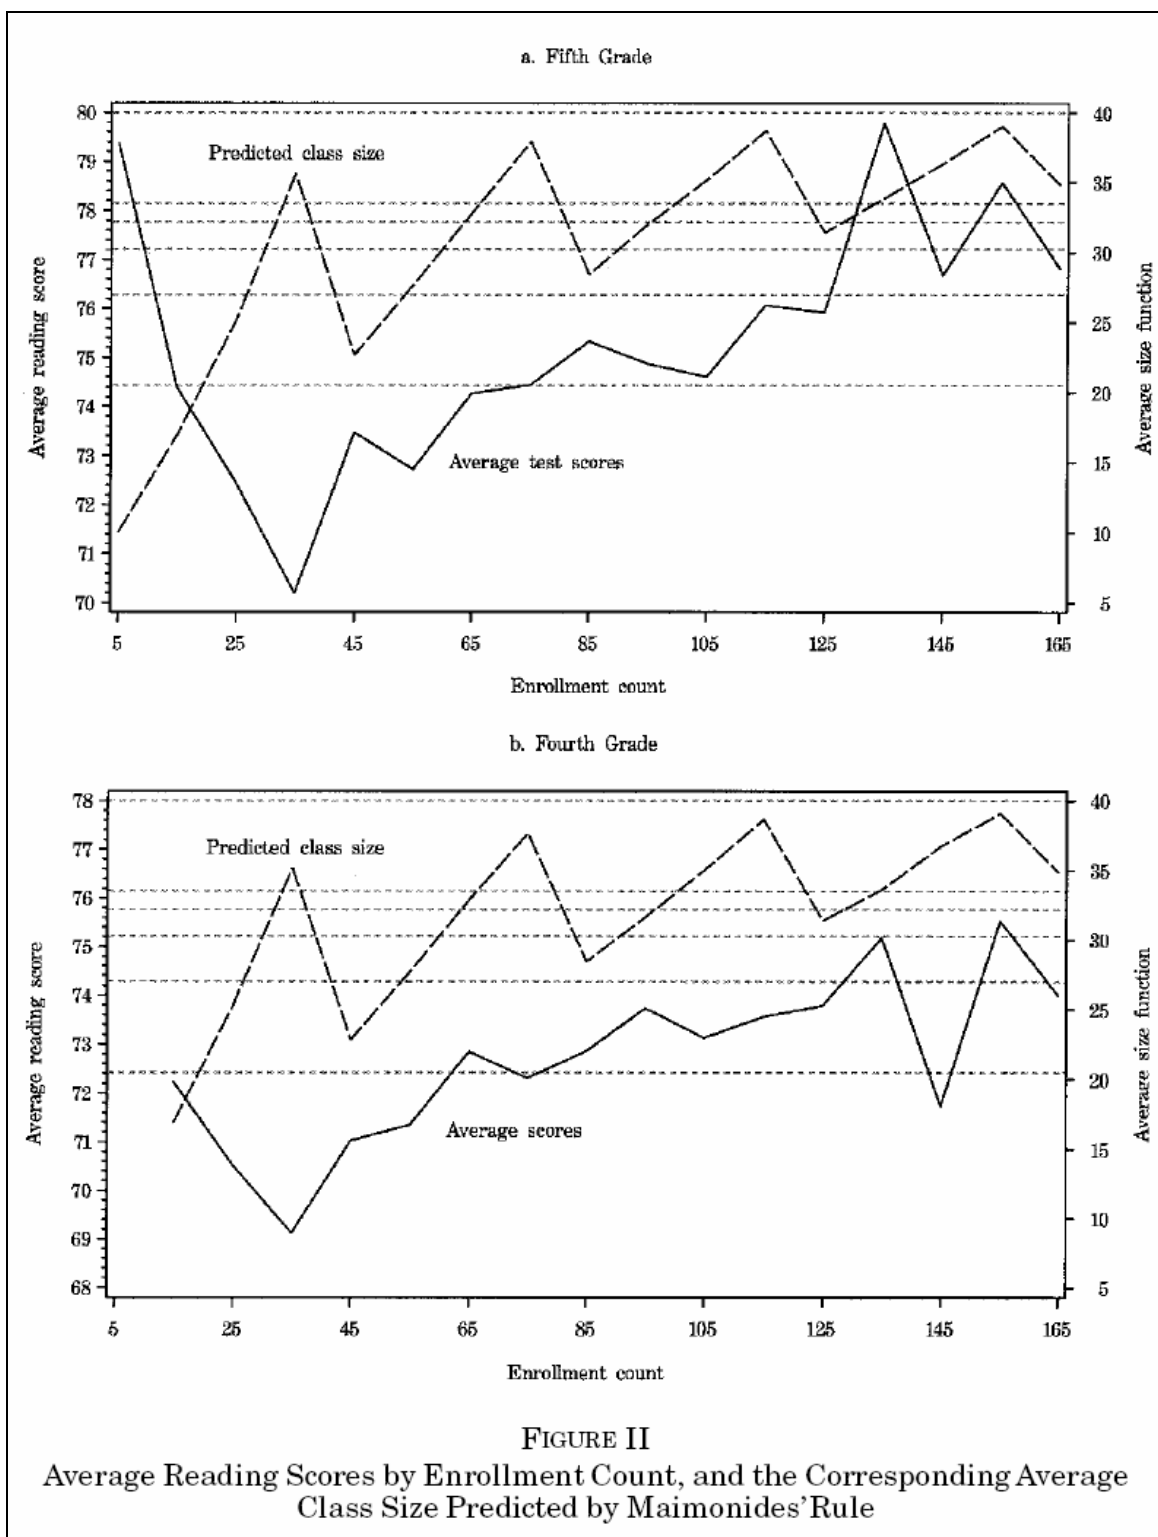 a. Fifth Grade
80
79
78
77
76
75
74
73
72
71
70
Average reading score
40
35
30
25
20
15
10
5
Average size function
Predicted class size
Average test scores
5 25 45 65 85 105 125 145 165
Enrollment count
b. Fourth Grade
78
77
76
75
74
73
72
71
70
69
68
Average reading score
40
35
30
25
20
15
10
5
Average size function
Predicted class size
Average scores
5 25 45 65 85 105 125 145 165
Enrollment count
FIGURE II
Average Reading Scores by Enrollment Count, and the Corresponding Average
Class Size Predicted by Maimonides' Rule